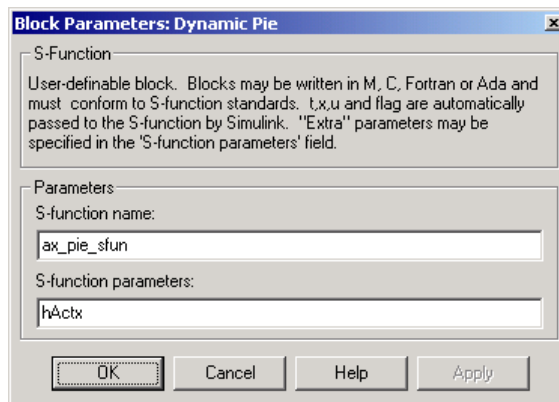 Block Parameters: Dynamic Pie
S-Function
User-definable block. Blocks may be written in M, C, Fortran or Ada and
must conform to S-function standards. t,x,u and flag are automatically
passed to the S-function by Simulink. "Extra" parameters may be
specified in the 'S-function parameters' field.
Parameters
S-function name:
ax_pie_sfun
S-function parameters:
hActx
OK Cancel Help Apply